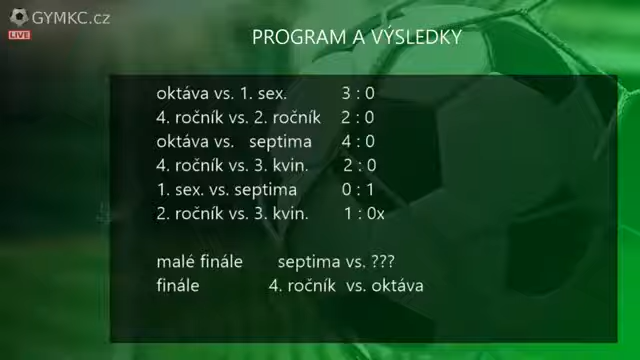 GYMKC.cz
LIVE
PROGRAM A VÝSLEDKY
oktáva vs. 1. sex. 3 : 0
4. ročník vs. 2. ročník 2 : 0
oktáva vs. septima 4 : 0
4. ročník vs. 3. kvin. 2 : 0
1. sex. vs. septima 0 : 1
2. ročník vs. 3. kvin. 1 : 0x
malé finále septima vs. ???
finále 4. ročník vs. oktáva